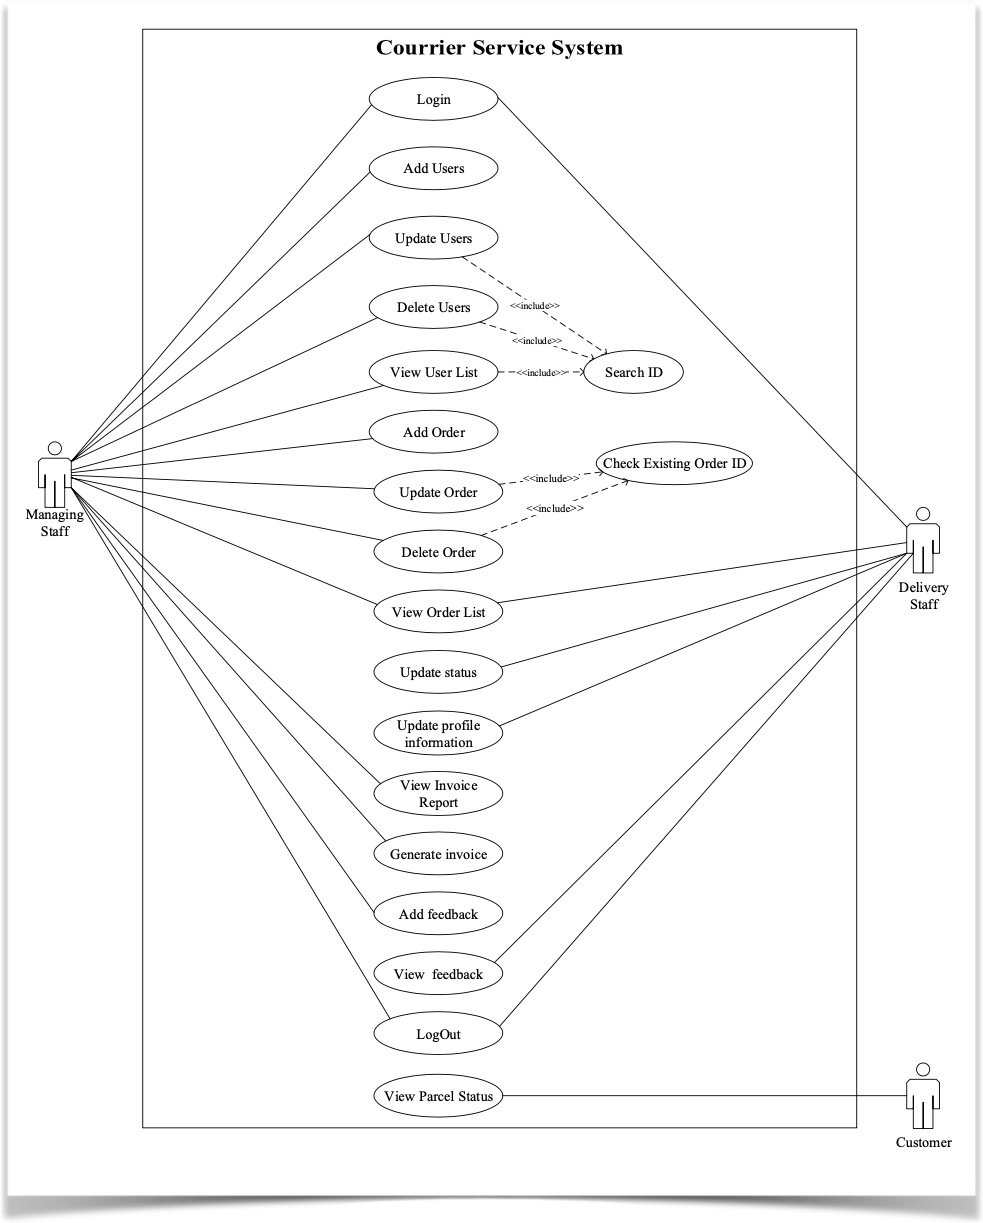 Courrier Service System
Login
Add Users
Update Users
<<include>>
Delete Users
<<include>>
View User List
<<include>>
Search ID
Add Order
Managing
Staff
Check Existing Order ID
Update Order
<<include>>
<<include>>
Delete Order
Delivery
Staff
View Order List
Update status
Update profile
information
View Invoice
Report
Generate invoice
Add feedback
View  feedback
LogOut
View Parcel Status
Customer